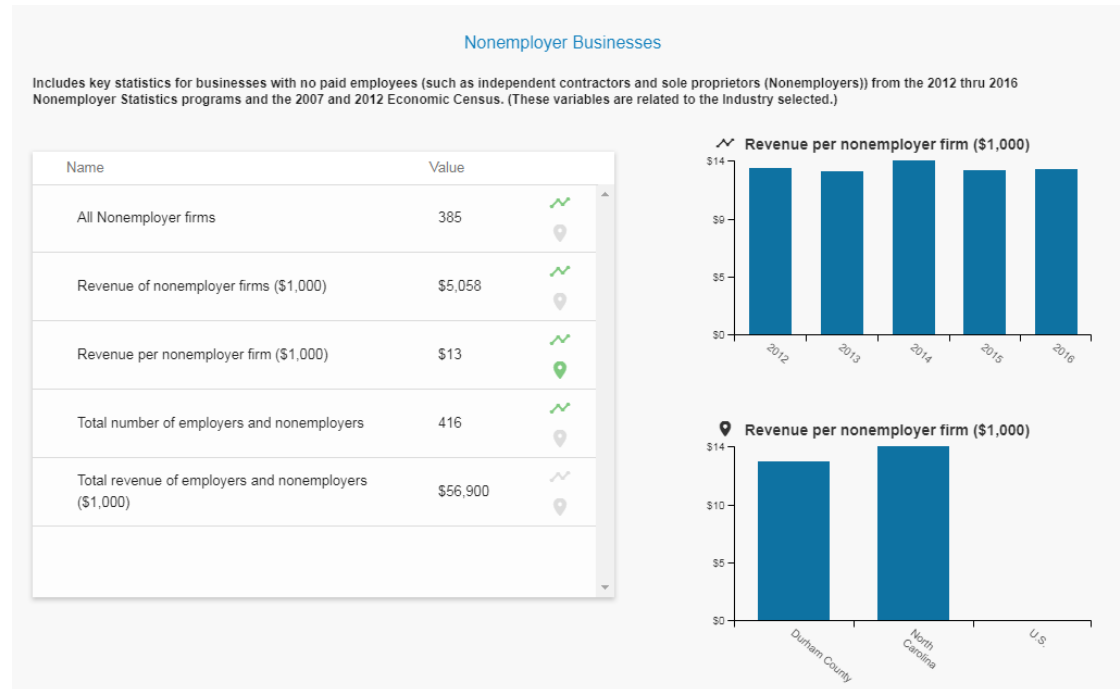 Nonemployer Businesses
Includes key statistics for businesses with no paid employees (such as independent contractors and sole proprietors (Nonemployers)) from the 2012 thru 2016
Nonemployer Statistics programs and the 2007 and 2012 Economic Census. (These variables are related to the Industry selected.)
Name Value
All Nonemployer firms 385
Revenue of nonemployer firms ($1,000) $5,058
Revenue per nonemployer firm ($1,000) $13
Total number of employers and nonemployers 416
Total revenue of employers and nonemployers
($1,000) $56,900
Revenue per nonemployer firm ($1,000)
$14
$9
$5
$0
2012 2013 2014 2015 2016
Revenue per nonemployer firm ($1,000)
$14
$10
$5
$0
Durham County
North
Carolina
U.S.